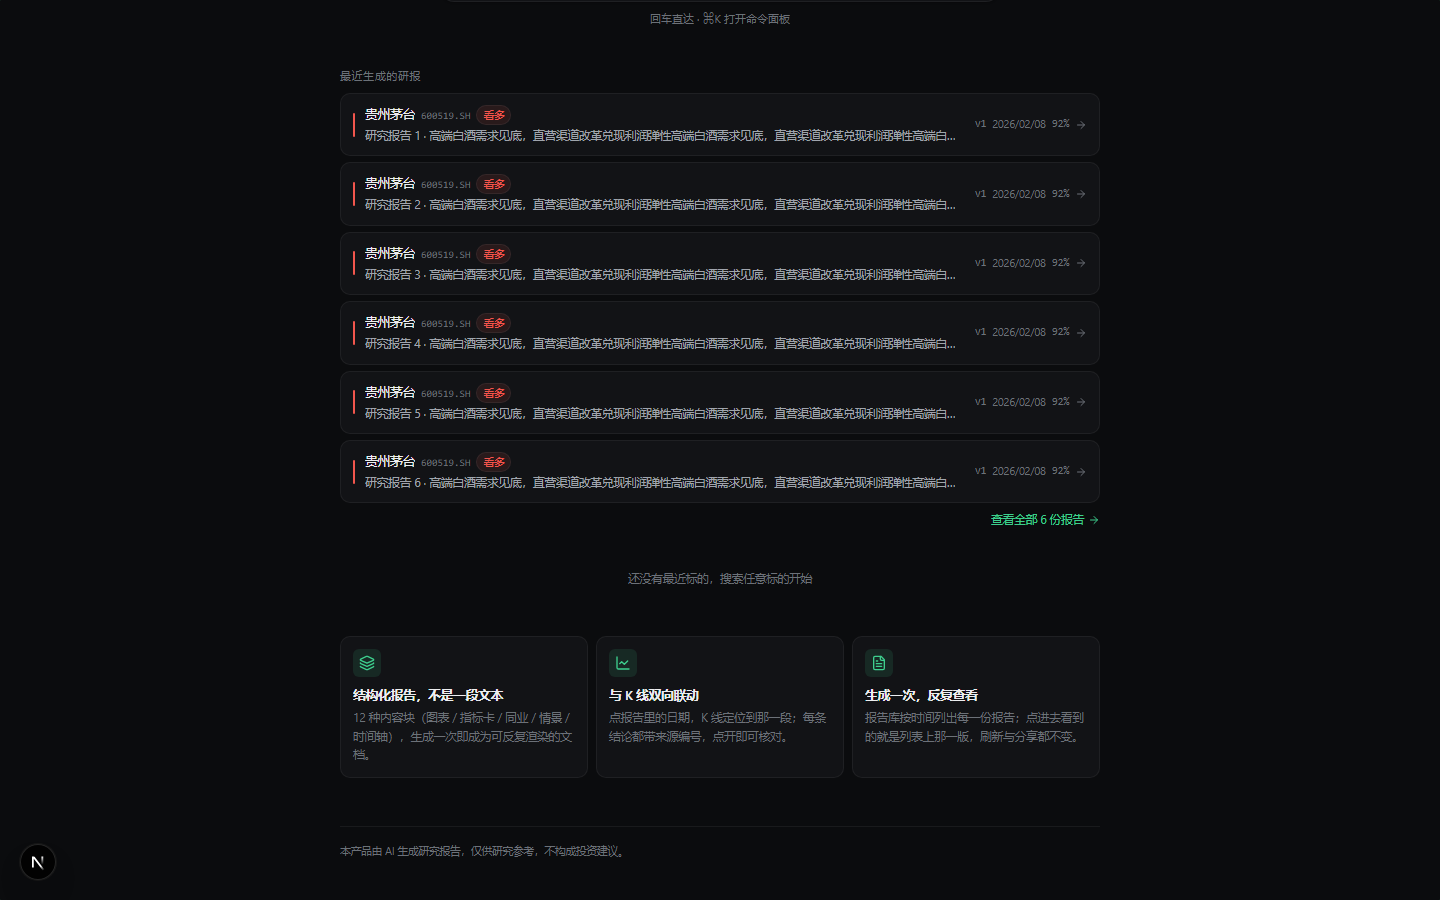 回车直达 · ⌘K 打开命令面板
最近生成的研报
贵州茅台 600519.SH 看多
研究报告 1 · 高端白酒需求见底，直营渠道改革兑现利润弹性高端白酒需求见底，直营渠道改革兑现利润弹性高端白...
v1 2026/02/08 92% →
贵州茅台 600519.SH 看多
研究报告 2 · 高端白酒需求见底，直营渠道改革兑现利润弹性高端白酒需求见底，直营渠道改革兑现利润弹性高端白...
v1 2026/02/08 92% →
贵州茅台 600519.SH 看多
研究报告 3 · 高端白酒需求见底，直营渠道改革兑现利润弹性高端白酒需求见底，直营渠道改革兑现利润弹性高端白...
v1 2026/02/08 92% →
贵州茅台 600519.SH 看多
研究报告 4 · 高端白酒需求见底，直营渠道改革兑现利润弹性高端白酒需求见底，直营渠道改革兑现利润弹性高端白...
v1 2026/02/08 92% →
贵州茅台 600519.SH 看多
研究报告 5 · 高端白酒需求见底，直营渠道改革兑现利润弹性高端白酒需求见底，直营渠道改革兑现利润弹性高端白...
v1 2026/02/08 92% →
贵州茅台 600519.SH 看多
研究报告 6 · 高端白酒需求见底，直营渠道改革兑现利润弹性高端白酒需求见底，直营渠道改革兑现利润弹性高端白...
v1 2026/02/08 92% →
查看全部 6 份报告 →
还没有最近标的，搜索任意标的开始
结构化报告，不是一段文本
12 种内容块（图表 / 指标卡 / 同业 / 情景 /
时间轴），生成一次即成为可反复渲染的文
档。
与 K 线双向联动
点报告里的日期，K 线定位到那一段；每条
结论都带来源编号，点开即可核对。
生成一次，反复查看
报告库按时间列出每一份报告；点进去看到
的就是列表上那一版，刷新与分享都不变。
本产品由 AI 生成研究报告，仅供研究参考，不构成投资建议。
N